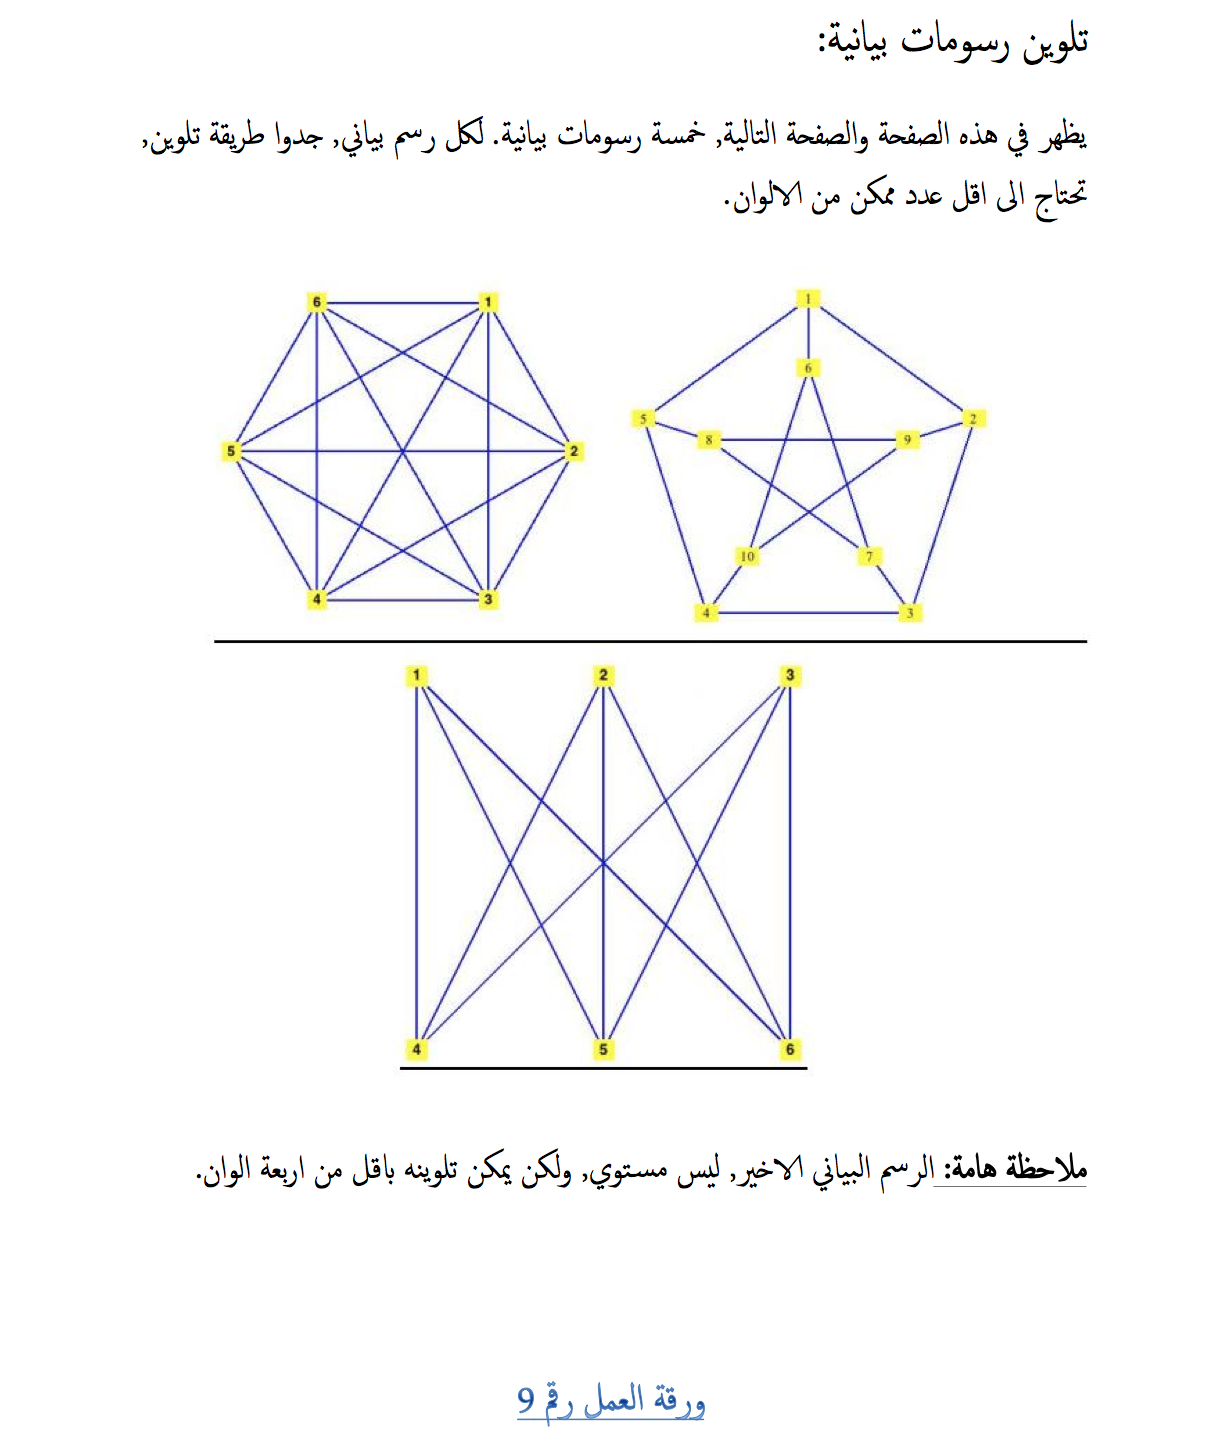 تلوين رسومات بيانية:
يظهر في هذه الصفحة والصفحة التالية, خمسة رسومات بيانية. لكل رسم بياني, جدوا طريقة تلوين,
تحتاج الى اقل عدد ممكن من الالوان.
6 1
5 2
4 3
1
6
5 2
8 9
10 7
4 3
1 2 3
4 5 6
ملاحظة هامة: الرسم البياني الاخير, ليس مستوي, ولكن يمكن تلوينه باقل من اربعة الوان.
ورقة العمل رقم 9